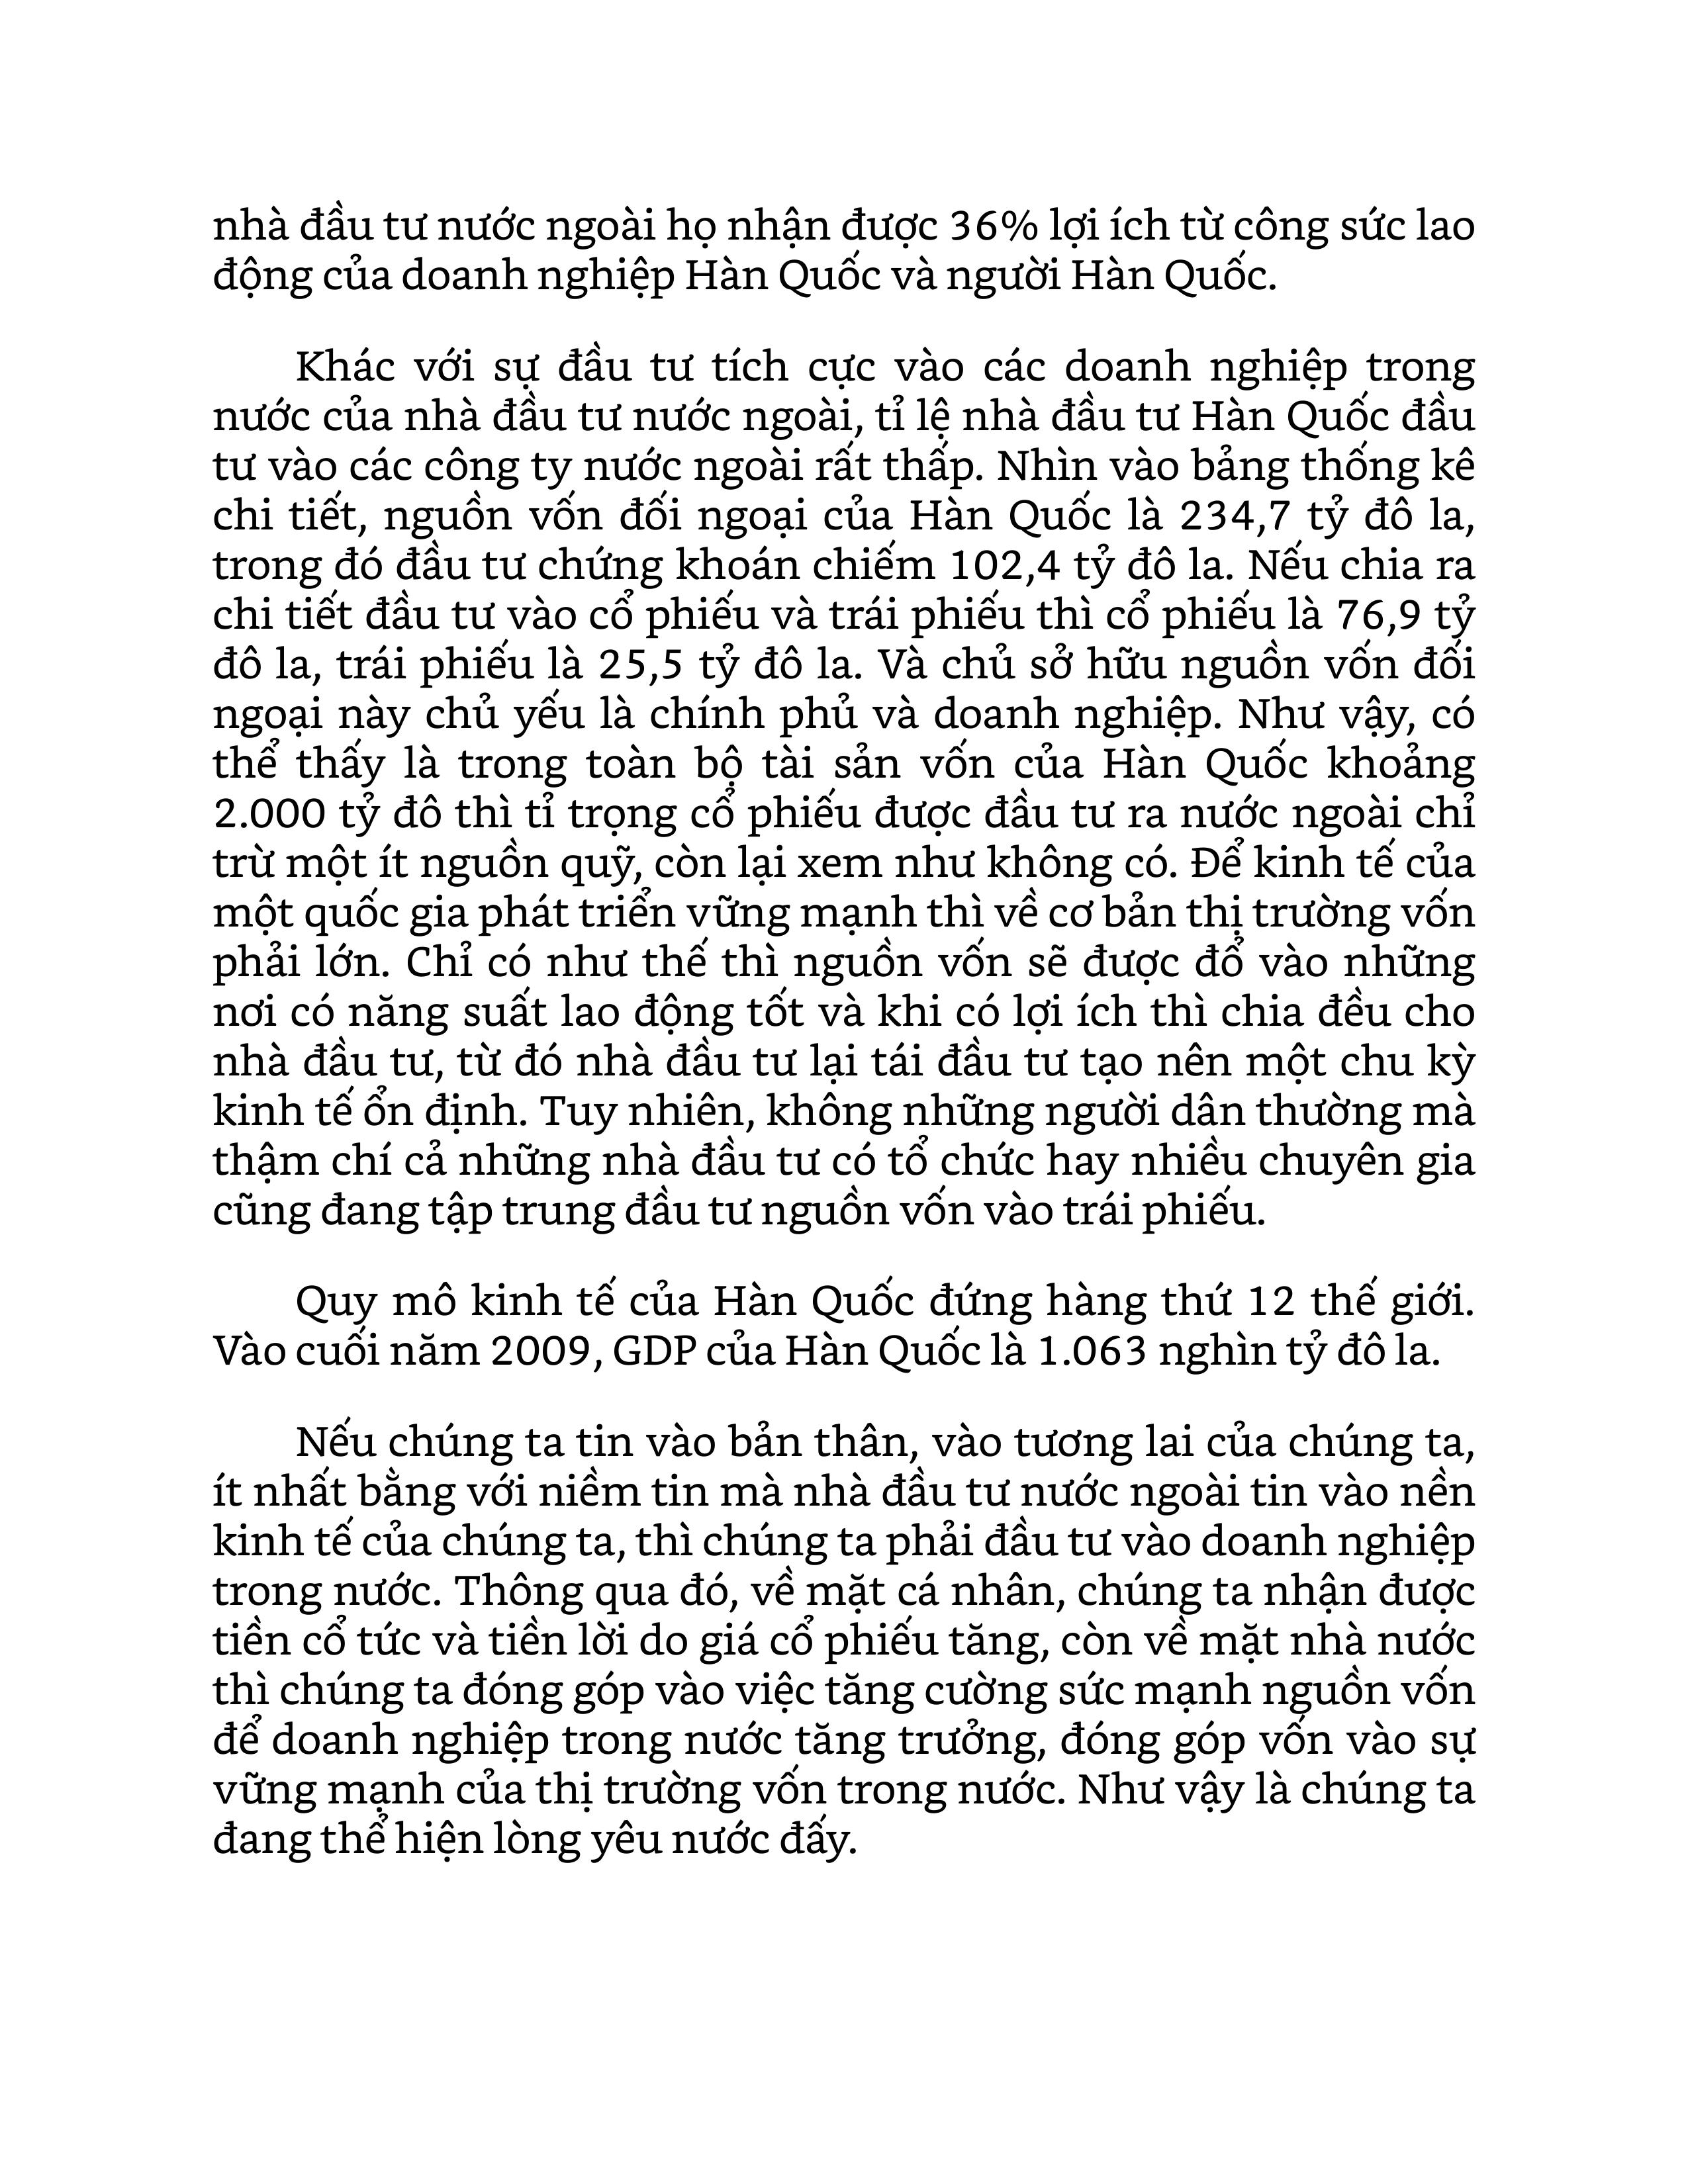 nhà đầu tư nước ngoài họ nhận được 36% lợi ích từ công sức lao
động của doanh nghiệp Hàn Quốc và người Hàn Quốc.
Khác với sự đầu tư tích cực vào các doanh nghiệp trong
nước của nhà đầu tư nước ngoài, tỉ lệ nhà đầu tư Hàn Quốc đầu
tư vào các công ty nước ngoài rất thấp. Nhìn vào bảng thống kê
chi tiết, nguồn vốn đối ngoại của Hàn Quốc là 234,7 tỷ đô la,
trong đó đầu tư chứng khoán chiếm 102,4 tỷ đô la. Nếu chia ra
chi tiết đầu tư vào cổ phiếu và trái phiếu thì cổ phiếu là 76,9 tỷ
đô la, trái phiếu là 25,5 tỷ đô la. Và chủ sở hữu nguồn vốn đối
ngoại này chủ yếu là chính phủ và doanh nghiệp. Như vậy, có
thể thấy là trong toàn bộ tài sản vốn của Hàn Quốc khoảng
2.000 tỷ đô thì tỉ trọng cổ phiếu được đầu tư ra nước ngoài chỉ
trừ một ít nguồn quỹ, còn lại xem như không có. Để kinh tế của
một quốc gia phát triển vững mạnh thì về cơ bản thị trường vốn
phải lớn. Chỉ có như thế thì nguồn vốn sẽ được đổ vào những
nơi có năng suất lao động tốt và khi có lợi ích thì chia đều cho
nhà đầu tư, từ đó nhà đầu tư lại tái đầu tư tạo nên một chu kỳ
kinh tế ổn định. Tuy nhiên, không những người dân thường mà
thậm chí cả những nhà đầu tư có tổ chức hay nhiều chuyên gia
cũng đang tập trung đầu tư nguồn vốn vào trái phiếu.
Quy mô kinh tế của Hàn Quốc đứng hàng thứ 12 thế giới.
Vào cuối năm 2009, GDP của Hàn Quốc là 1.063 nghìn tỷ đô la.
Nếu chúng ta tin vào bản thân, vào tương lai của chúng ta,
ít nhất bằng với niềm tin mà nhà đầu tư nước ngoài tin vào nền
kinh tế của chúng ta, thì chúng ta phải đầu tư vào doanh nghiệp
trong nước. Thông qua đó, về mặt cá nhân, chúng ta nhận được
tiền cổ tức và tiền lời do giá cổ phiếu tăng, còn về mặt nhà nước
thì chúng ta đóng góp vào việc tăng cường sức mạnh nguồn vốn
để doanh nghiệp trong nước tăng trưởng, đóng góp vốn vào sự
vững mạnh của thị trường vốn trong nước. Như vậy là chúng ta
đang thể hiện lòng yêu nước đấy.